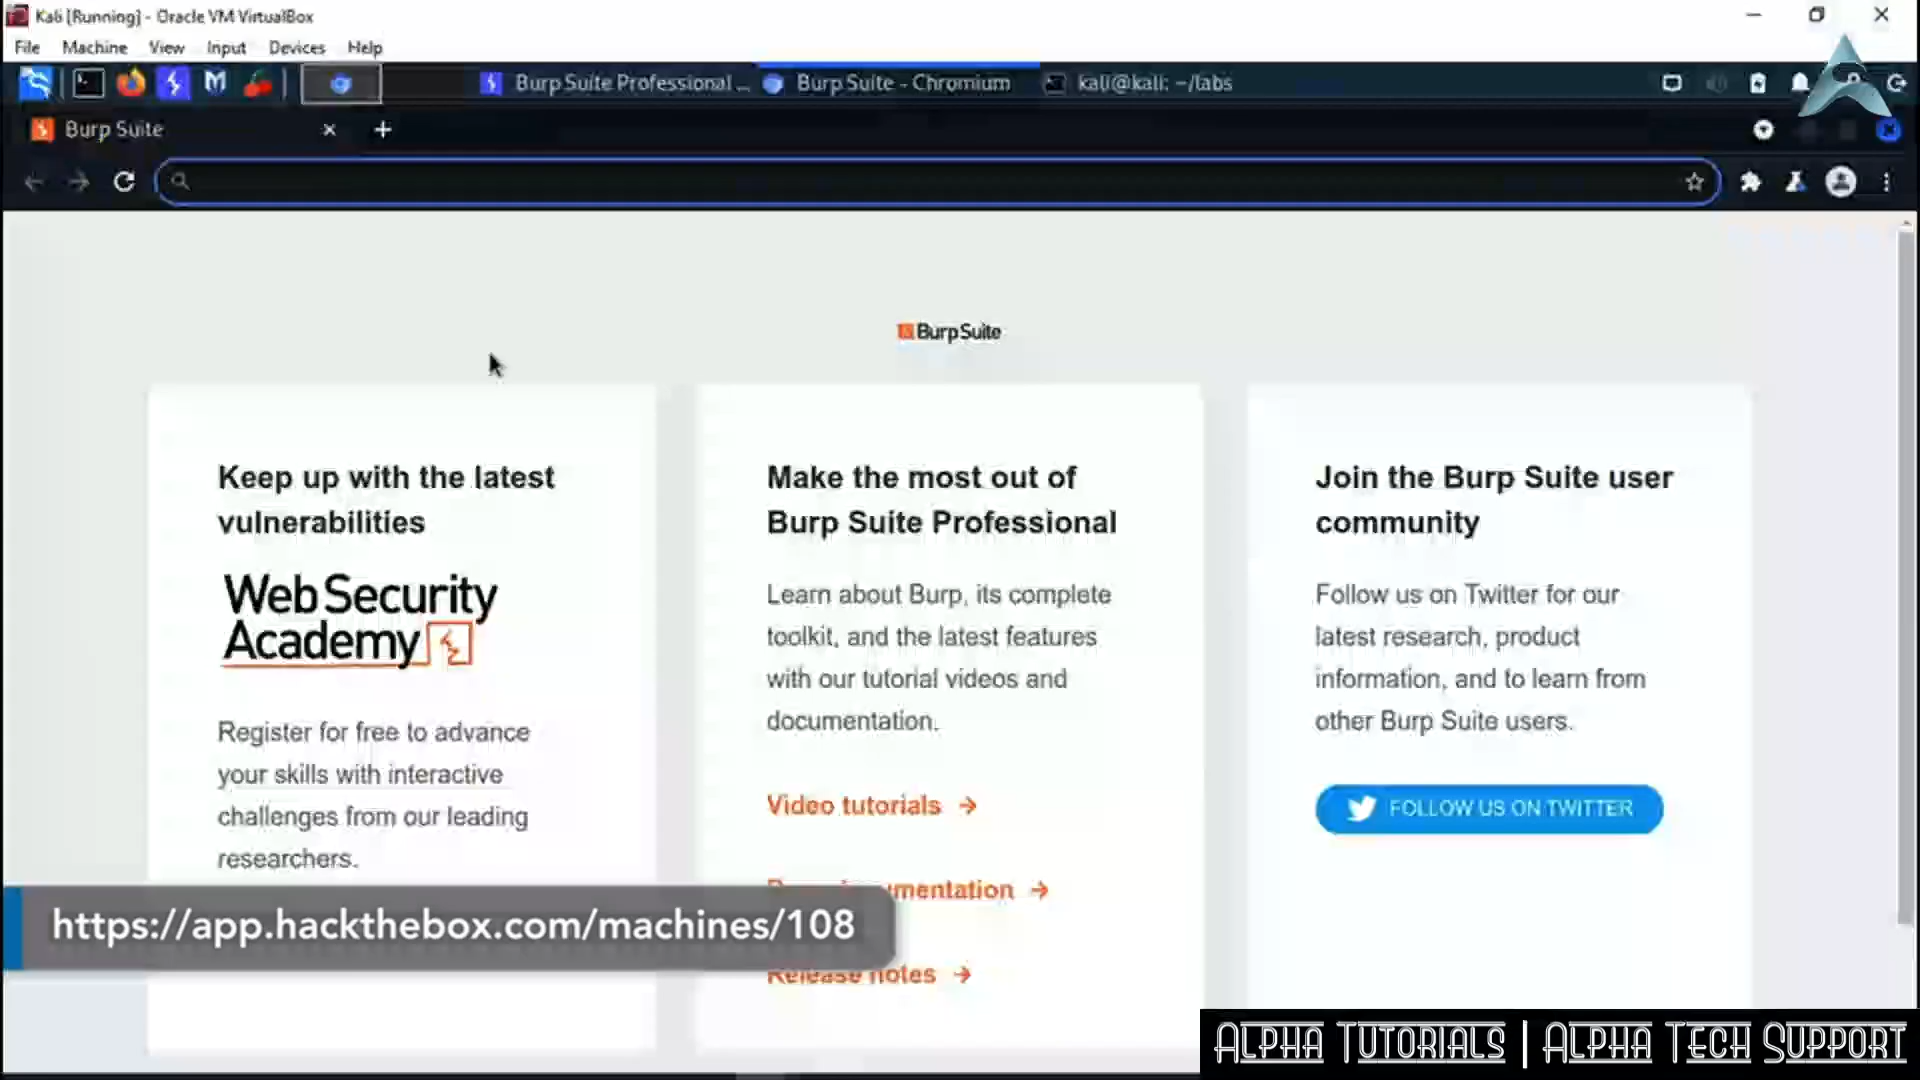 Kali [Running] - Oracle VM VirtualBox
File Machine View Input Devices Help
Burp Suite Professional ... Burp Suite - Chromium kali@kali: ~/labs
Burp Suite
Burp Suite
Keep up with the latest
vulnerabilities
Web Security
Academy
Register for free to advance
your skills with interactive
challenges from our leading
researchers.
Make the most out of
Burp Suite Professional
Learn about Burp, its complete
toolkit, and the latest features
with our tutorial videos and
documentation.
Video tutorials →
mentation →
Release notes →
Join the Burp Suite user
community
Follow us on Twitter for our
latest research, product
information, and to learn from
other Burp Suite users.
FOLLOW US ON TWITTER
https://app.hackthebox.com/machines/108
ALPHA TUTORIALS | ALPHA TECH SUPPORT